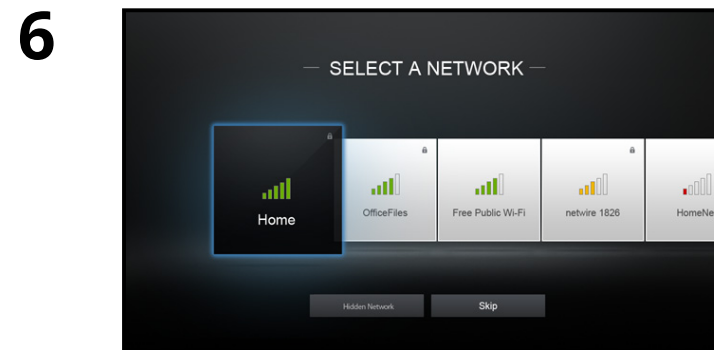 6
SELECT A NETWORK
Home
OfficeFiles
Free Public Wi-Fi
netwire 1826
HomeNe
Hidden Network
Skip